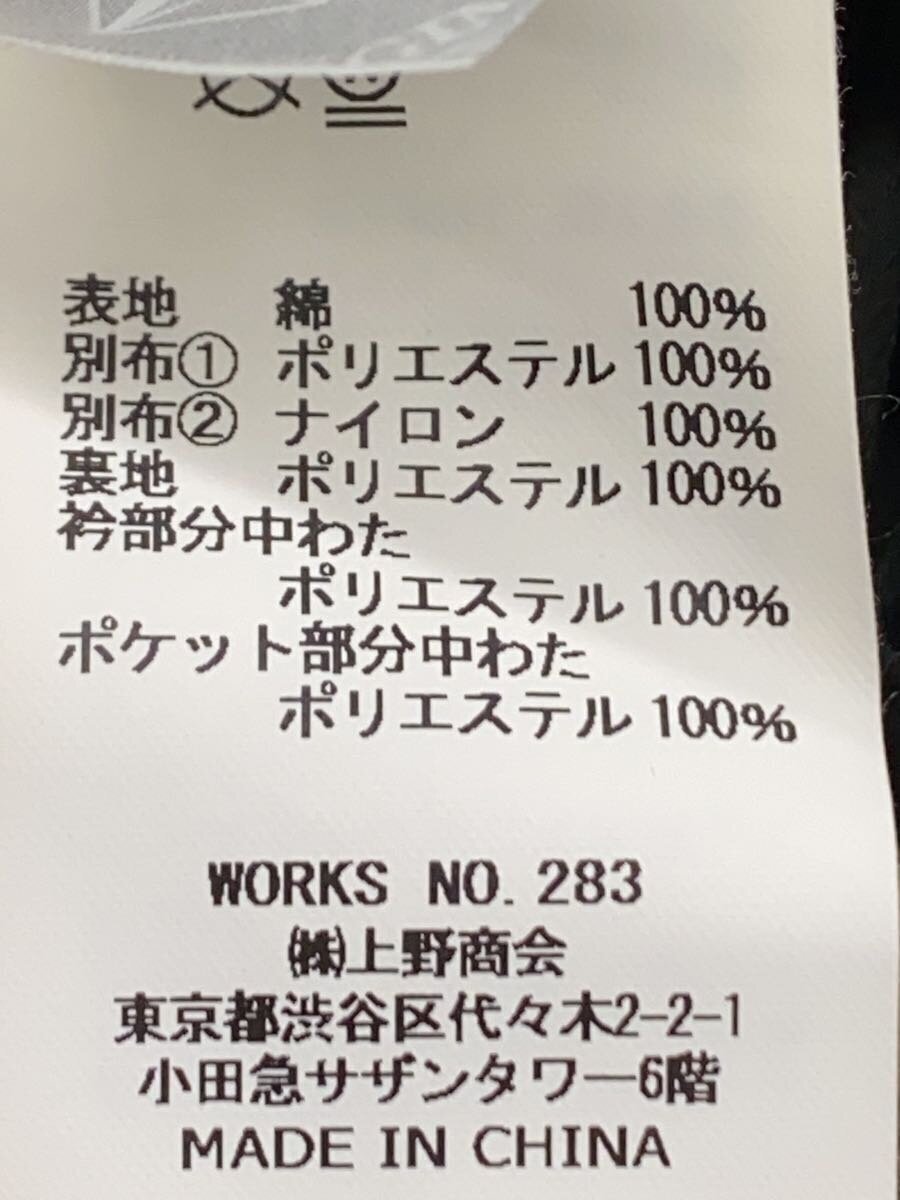 表地 綿 100%
別布① ポリエステル 100%
別布② ナイロン 100%
裏地 ポリエステル 100%
衿部分中わた
ポリエステル 100%
ポケット部分中わた
ポリエステル 100%
WORKS NO. 283
㈱上野商会
東京都渋谷区代々木2-2-1
小田急サザンタワー6階
MADE IN CHINA